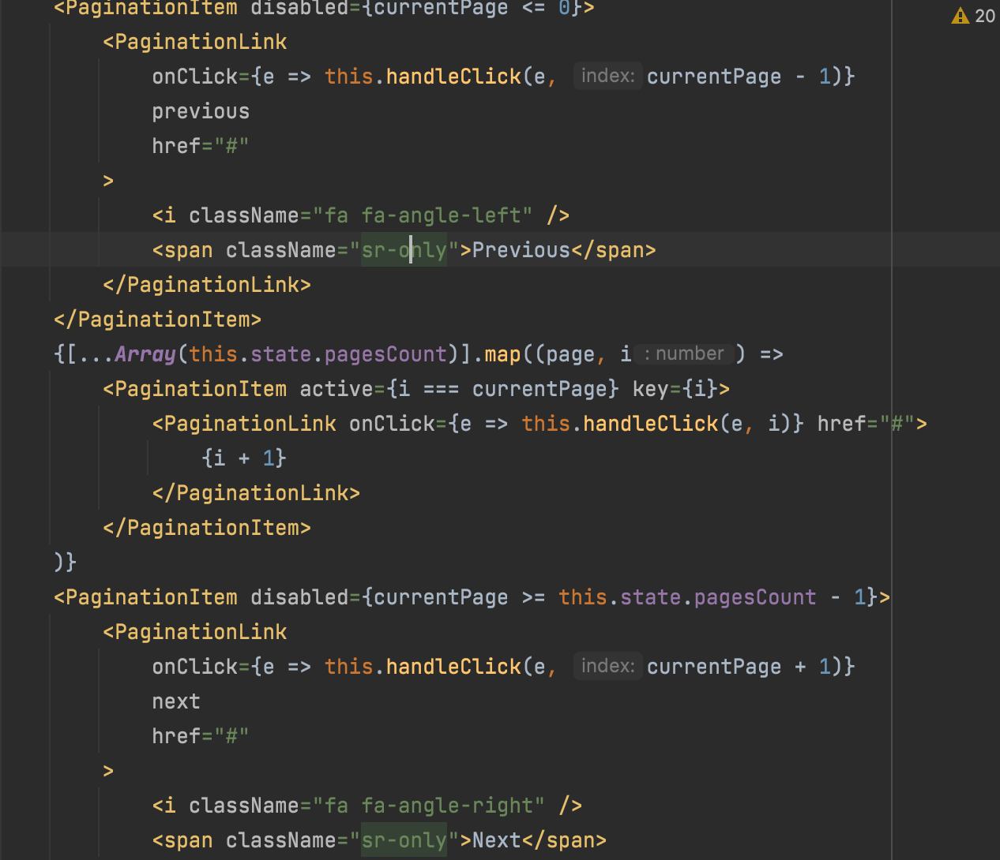 <PaginationItem disabled={currentPage <= 0}>
20
<PaginationLink
onClick={e => this.handleClick(e, index: currentPage - 1)}
previous
href="#"
>
<i className="fa fa-angle-left" />
<span className="sr-only">Previous</span>
</PaginationLink>
</PaginationItem>
{[...Array(this.state.pagesCount)].map((page, i : number ) =>
<PaginationItem active={i === currentPage} key={i}>
<PaginationLink onClick={e => this.handleClick(e, i)} href="#">
{i + 1}
</PaginationLink>
</PaginationItem>
)}
<PaginationItem disabled={currentPage >= this.state.pagesCount - 1}>
<PaginationLink
onClick={e => this.handleClick(e, index: currentPage + 1)}
next
href="#"
>
<i className="fa fa-angle-right" />
<span className="sr-only">Next</span>